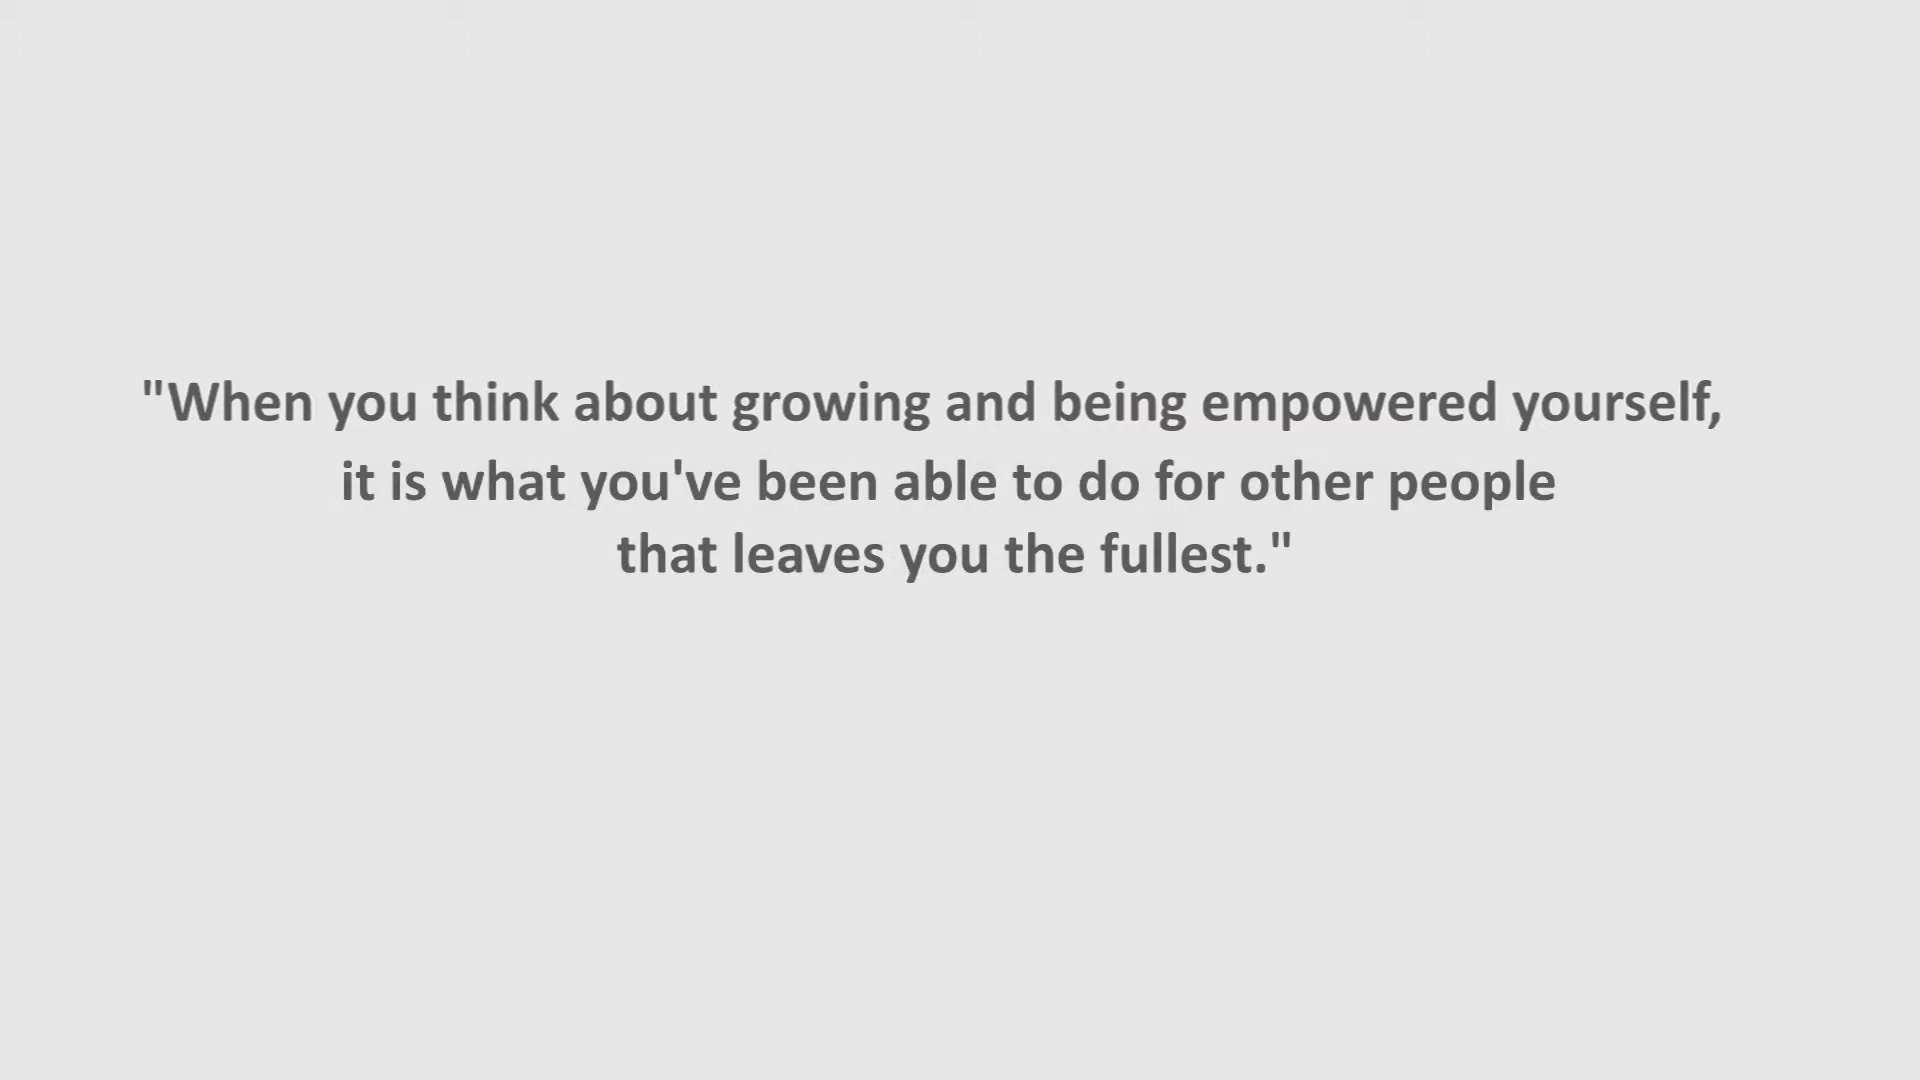 "When you think about growing and being empowered yourself,
it is what you've been able to do for other people
that leaves you the fullest."